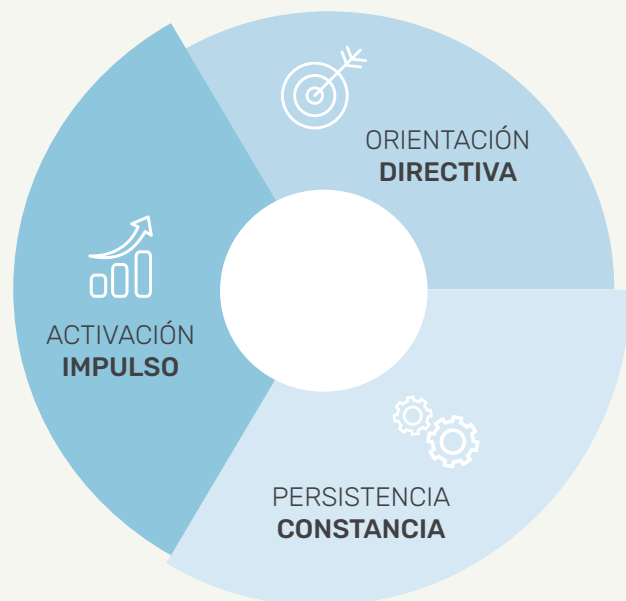 ORIENTACIÓN
DIRECTIVA
ACTIVACIÓN
IMPULSO
PERSISTENCIA
CONSTANCIA